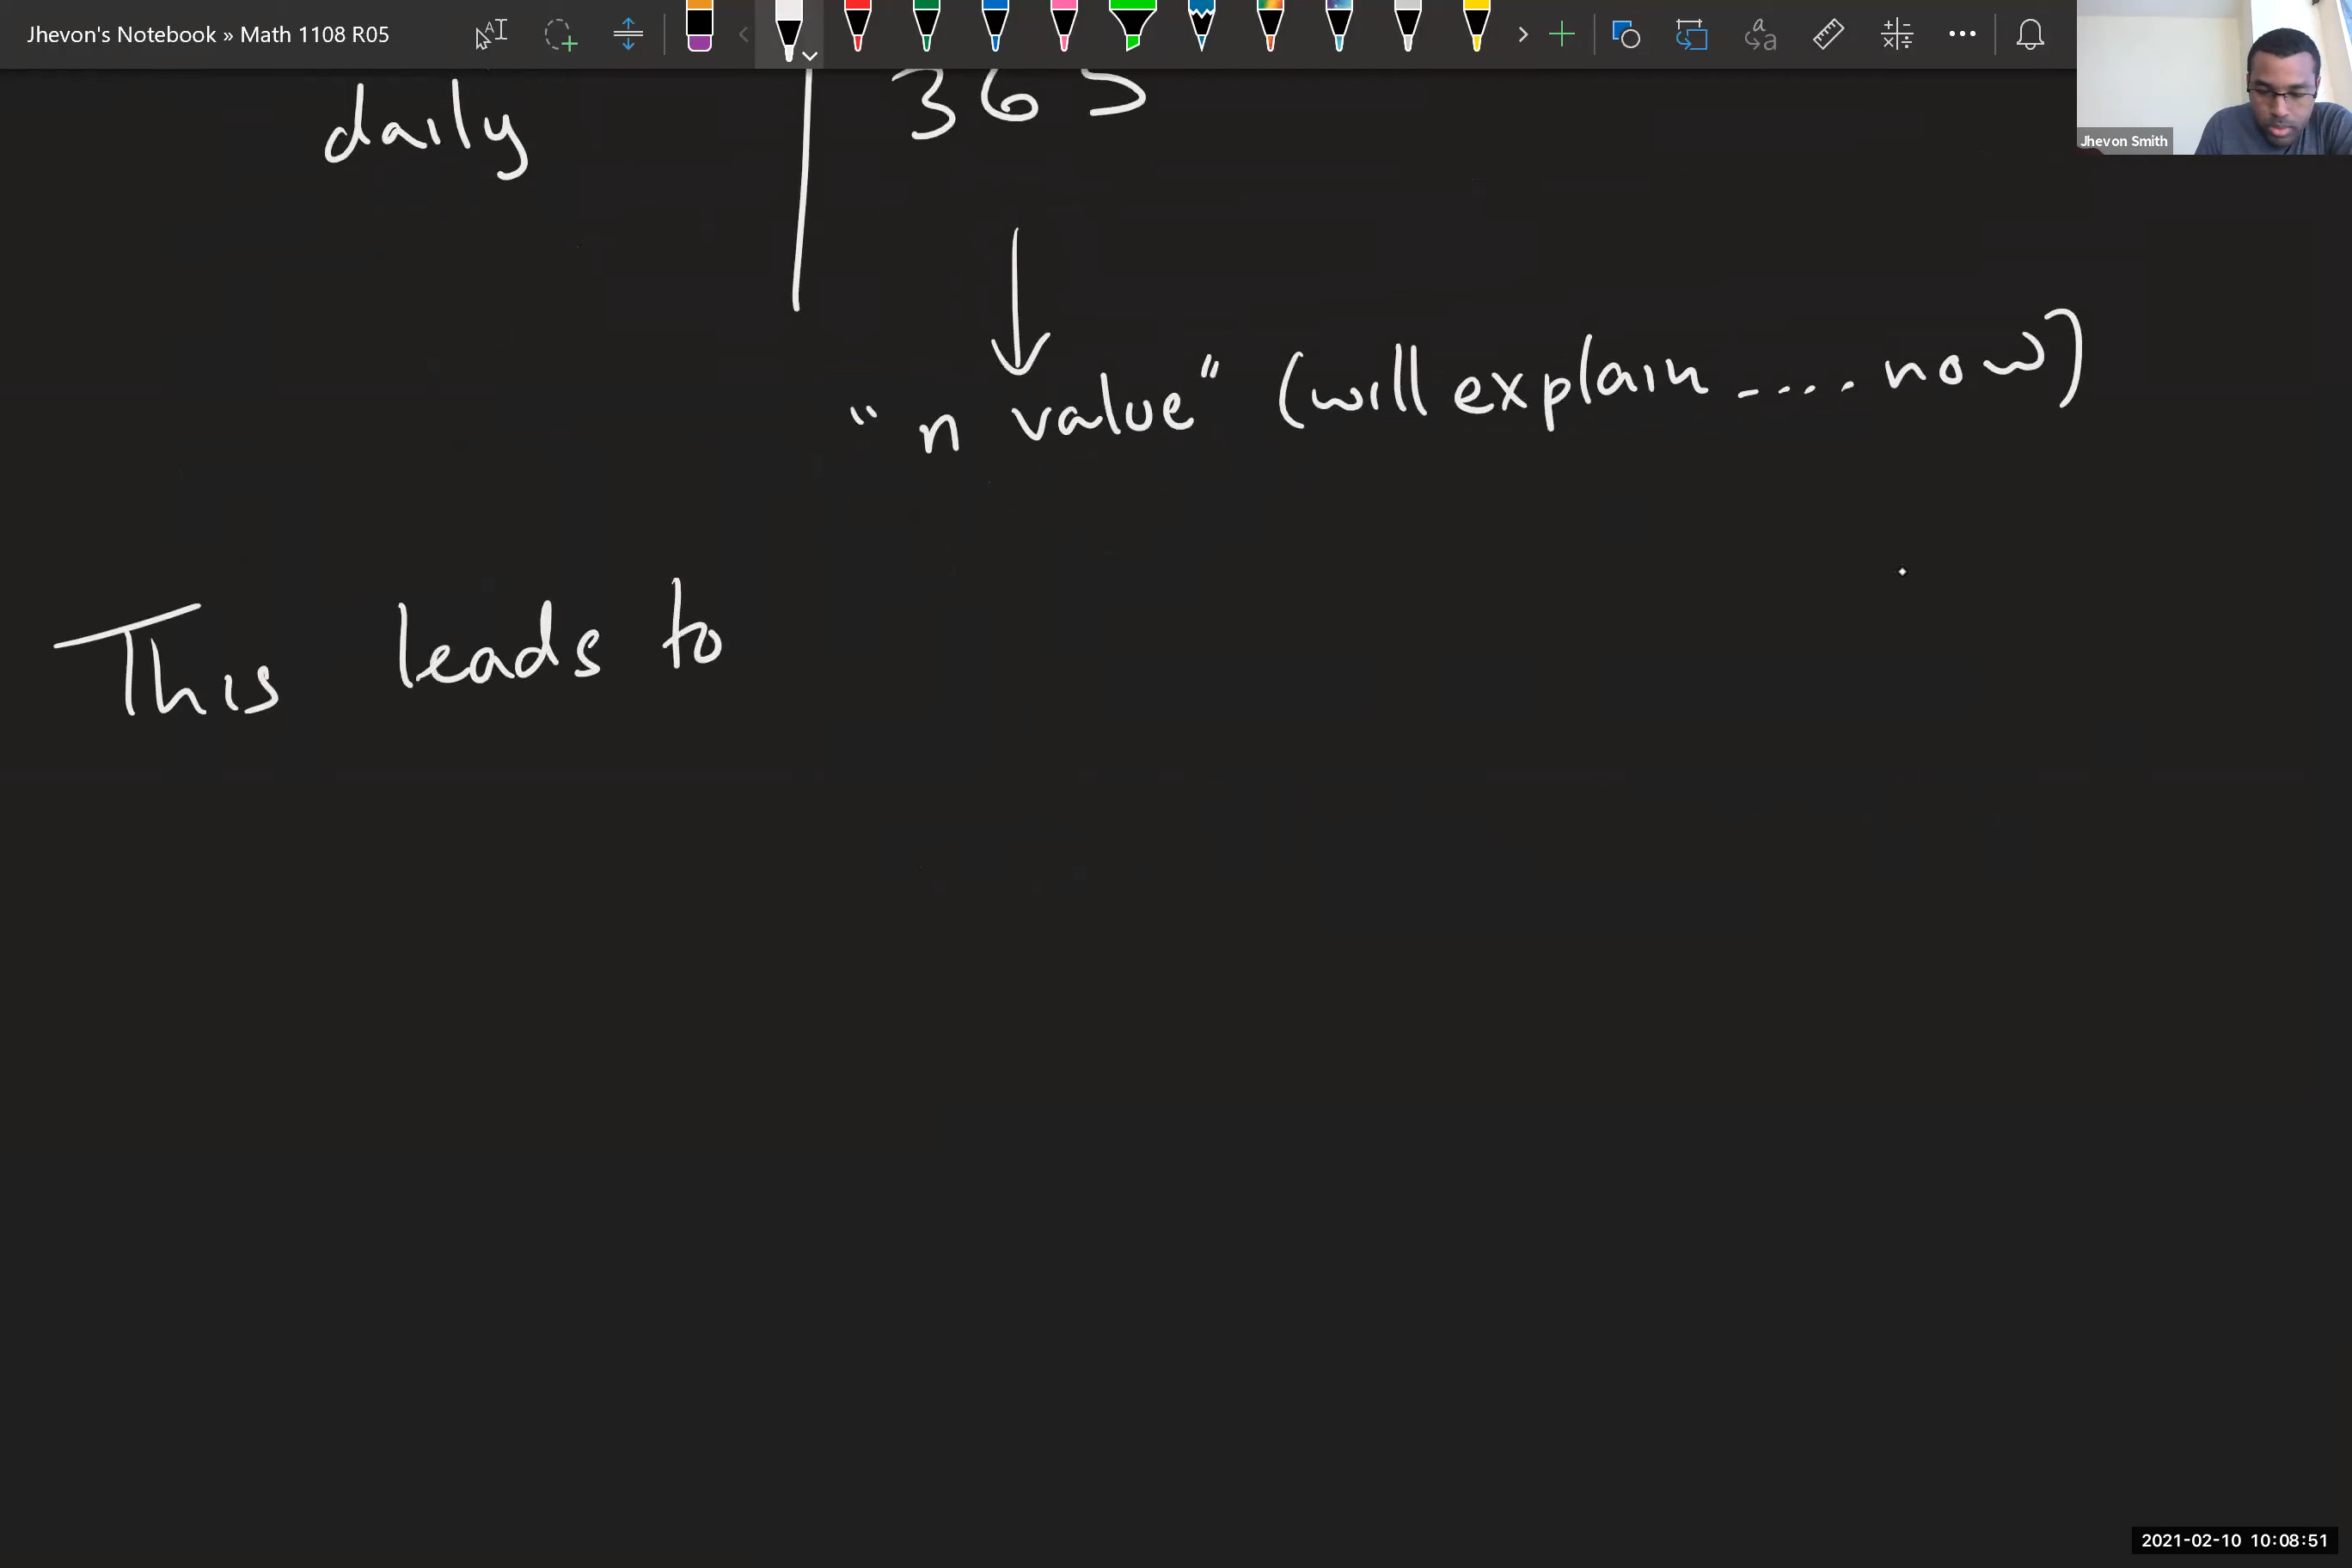 Jhevon's Notebook » Math 1108 R05
Jhevon Smith
daily 365
"n value" (will explain .... now)
This leads to
2021-02-10 10:08:51